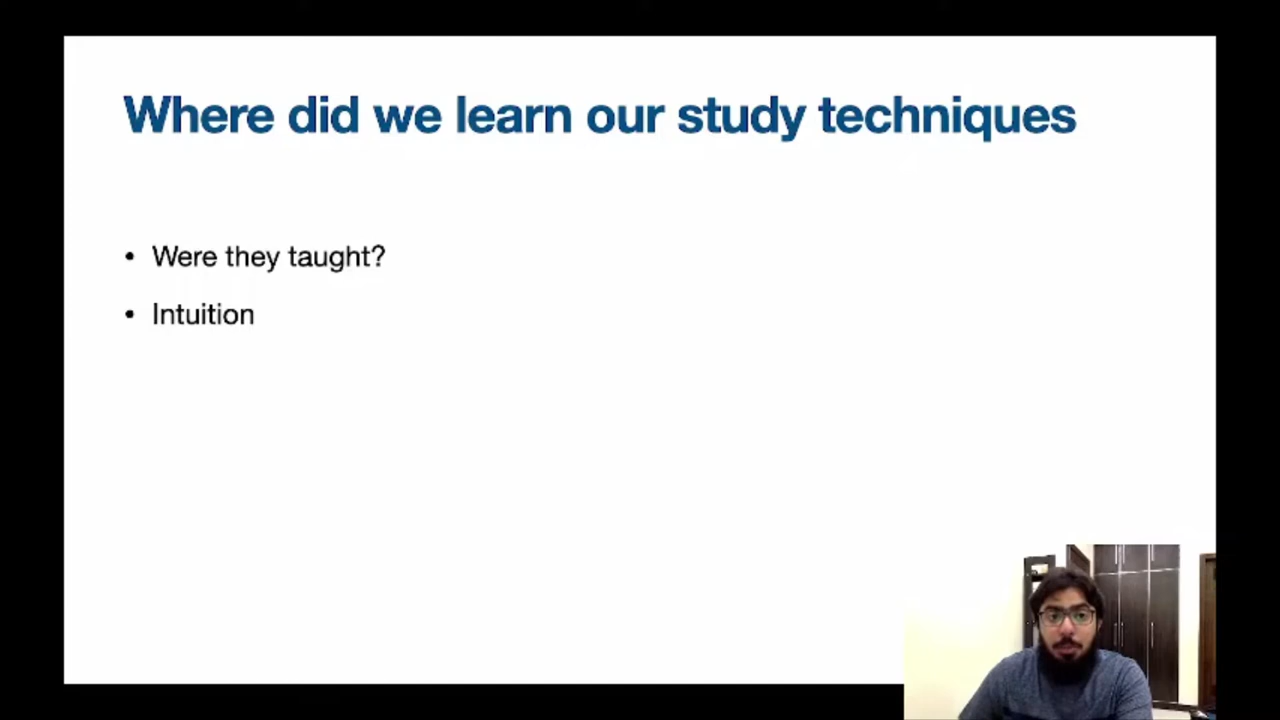 Where did we learn our study techniques
• Were they taught?
• Intuition